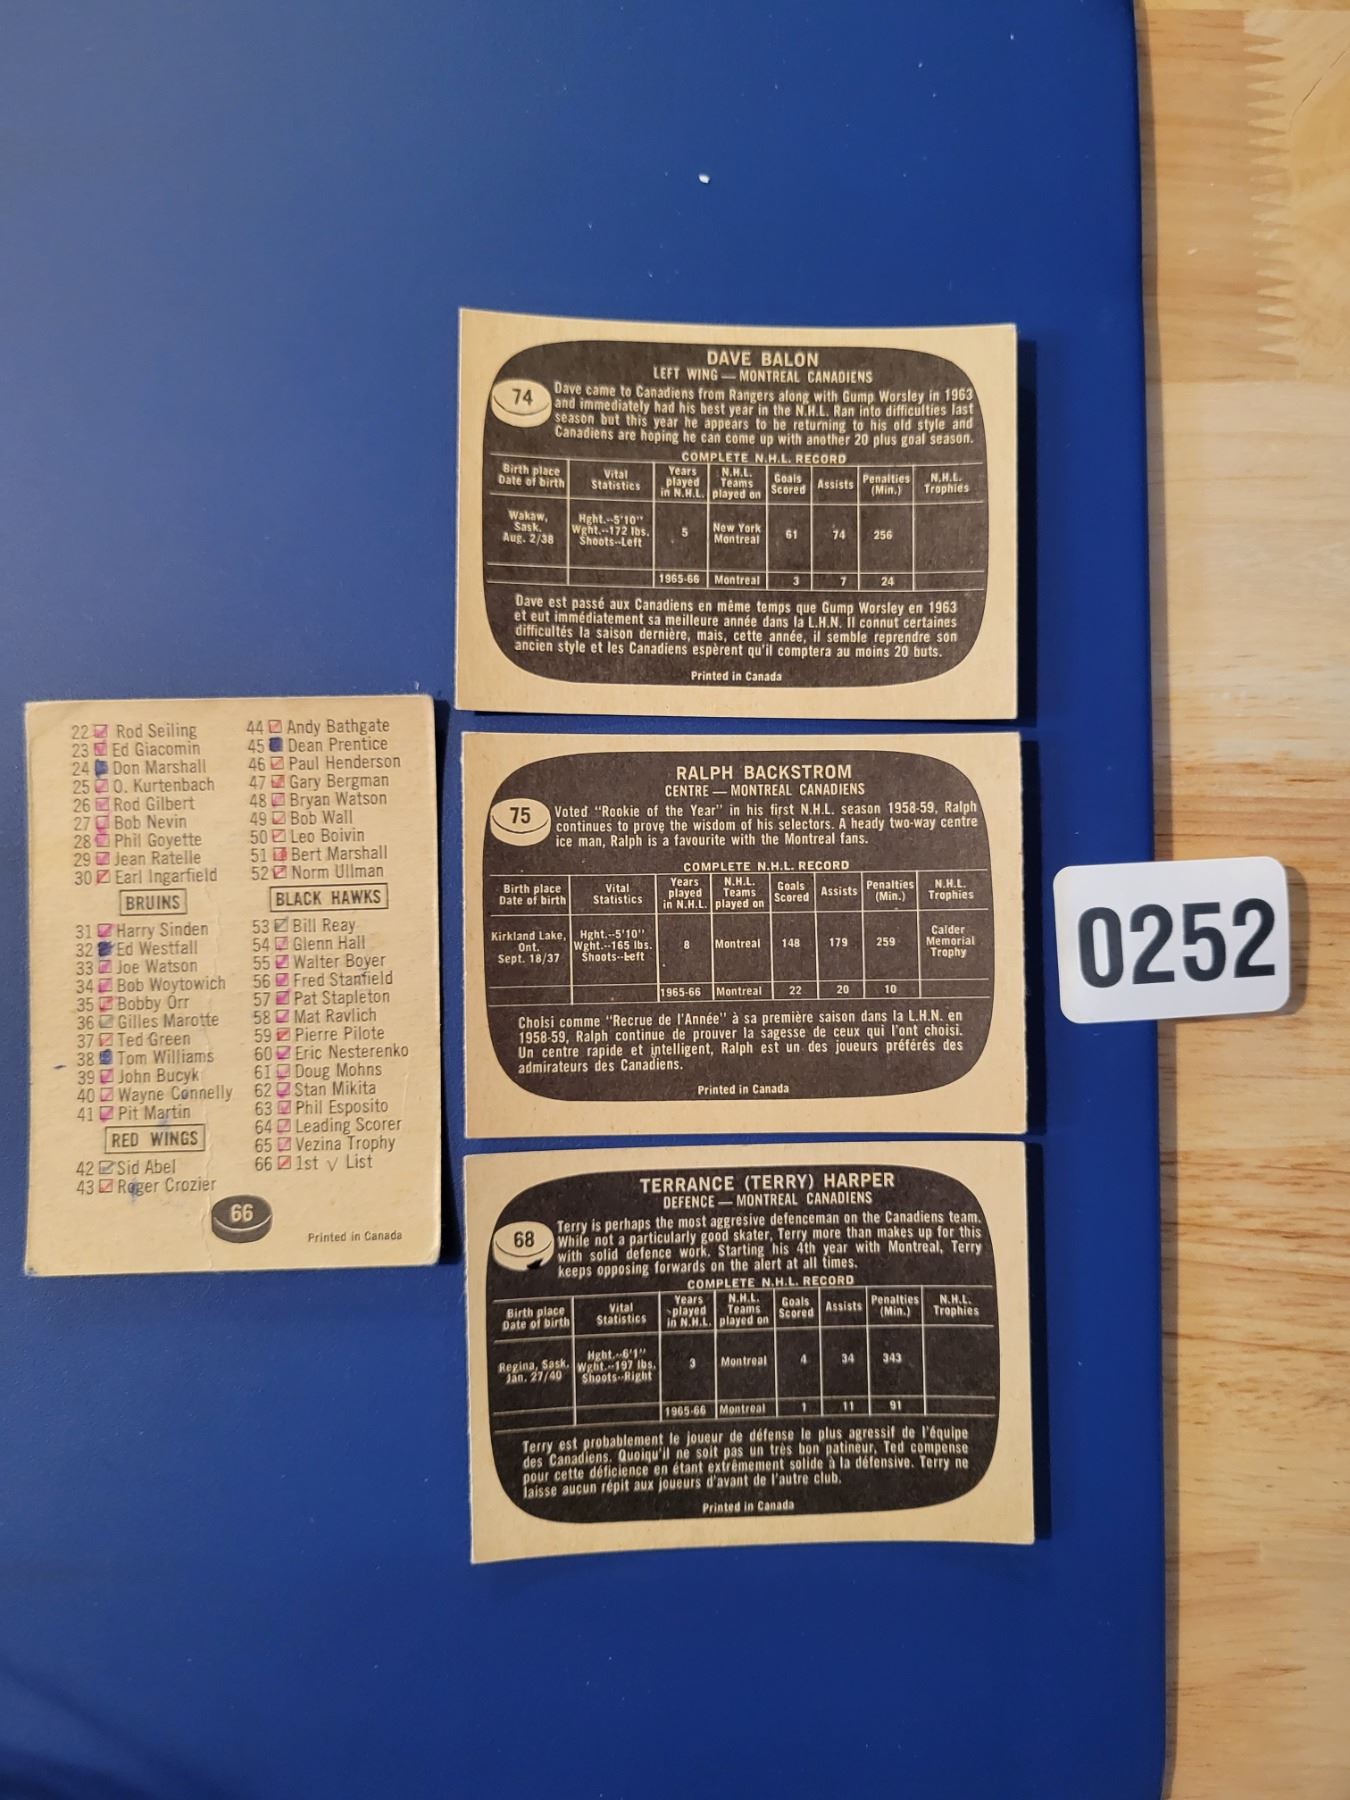 DAVE BALON
LEFT WING — MONTREAL CANADIENS
74
Dave came to Canadiens from Rangers along with Gump Worsley in 1963
and immediately had his best year in the N.H.L. Ran into difficulties last
season but this year he appears to be returning to his old style and
Canadiens are hoping he can come up with another 20 plus goal season.
COMPLETE N.H.L. RECORD
Birth place
Date of birth
Vital
Statistics
Years
played
in N.H.L.
N.H.L.
Teams
played on
Goals
Scored
Assists
Penalties
(Min.)
N.H.L.
Trophies
Wakaw,
Sask.
Aug. 2/38
Hght.--5'10"
Wght.--172 lbs.
Shoots--Left
5
New York
Montreal
61
74
256
1965-66 Montreal 3 7 24
Dave est passé aux Canadiens en même temps que Gump Worsley en 1963
et eut immédiatement sa meilleure année dans la L.H.N. Il connut certaines
difficultés la saison dernière, mais, cette année, il semble reprendre son
ancien style et les Canadiens espèrent qu'il comptera au moins 20 buts.
Printed in Canada
22 Rod Seiling
23 Ed Giacomin
24 Don Marshall
25 O. Kurtenbach
26 Rod Gilbert
27 Bob Nevin
28 Phil Goyette
29 Jean Ratelle
30 Earl Ingarfield
BRUINS
31 Harry Sinden
32 Ed Westfall
33 Joe Watson
34 Bob Woytowich
35 Bobby Orr
36 Gilles Marotte
37 Ted Green
38 Tom Williams
39 John Bucyk
40 Wayne Connelly
41 Pit Martin
RED WINGS
42 Sid Abel
43 Roger Crozier
44 Andy Bathgate
45 Dean Prentice
46 Paul Henderson
47 Gary Bergman
48 Bryan Watson
49 Bob Wall
50 Leo Boivin
51 Bert Marshall
52 Norm Ullman
BLACK HAWKS
53 Bill Reay
54 Glenn Hall
55 Walter Boyer
56 Fred Stanfield
57 Pat Stapleton
58 Mat Ravlich
59 Pierre Pilote
60 Eric Nesterenko
61 Doug Mohns
62 Stan Mikita
63 Phil Esposito
64 Leading Scorer
65 Vezina Trophy
66 1st √ List
66
Printed in Canada
RALPH BACKSTROM
CENTRE — MONTREAL CANADIENS
75
Voted "Rookie of the Year" in his first N.H.L. season 1958-59, Ralph
continues to prove the wisdom of his selectors. A heady two-way centre
ice man, Ralph is a favourite with the Montreal fans.
COMPLETE N.H.L. RECORD
Birth place
Date of birth
Vital
Statistics
Years
played
in N.H.L.
N.H.L.
Teams
played on
Goals
Scored
Assists
Penalties
(Min.)
N.H.L.
Trophies
Kirkland Lake,
Ont.
Sept. 18/37
Hght.--5'10"
Wght.--165 lbs.
Shoots--Left
8
Montreal
148
179
259
Calder
Memorial
Trophy
1965-66 Montreal 22 20 10
Choisi comme "Recrue de l'Année" à sa première saison dans la L.H.N. en
1958-59, Ralph continue de prouver la sagesse de ceux qui l'ont choisi.
Un centre rapide et intelligent, Ralph est un des joueurs préférés des
admirateurs des Canadiens.
Printed in Canada
0252
TERRANCE (TERRY) HARPER
DEFENCE — MONTREAL CANADIENS
68
Terry is perhaps the most aggresive defenceman on the Canadiens team.
While not a particularly good skater, Terry more than makes up for this
with solid defence work. Starting his 4th year with Montreal, Terry
keeps opposing forwards on the alert at all times.
COMPLETE N.H.L. RECORD
Birth place
Date of birth
Vital
Statistics
Years
played
in N.H.L.
N.H.L.
Teams
played on
Goals
Scored
Assists
Penalties
(Min.)
N.H.L.
Trophies
Regina, Sask.
Jan. 27/40
Hght.--6'1"
Wght.--197 lbs.
Shoots--Right
3
Montreal
4
34
343
1965-66 Montreal 1 11 91
Terry est probablement le joueur de défense le plus agressif de l'équipe
des Canadiens. Quoiqu'il ne soit pas un très bon patineur, Ted compense
pour cette déficience en étant extrêmement solide à la défensive. Terry ne
laisse aucun répit aux joueurs d'avant de l'autre club.
Printed in Canada